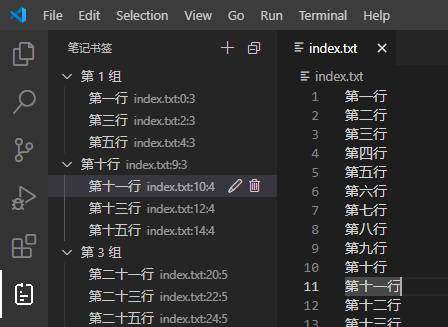 File Edit Selection View Go Run Terminal Help
笔记书签
第 1 组
第一行 index.txt:0:3
第三行 index.txt:2:3
第五行 index.txt:4:3
第十行 index.txt:9:3
第十一行 index.txt:10:4
第十三行 index.txt:12:4
第十五行 index.txt:14:4
第 3 组
第二十一行 index.txt:20:5
第二十三行 index.txt:22:5
第二十五行 index.txt:24:5
index.txt
index.txt
1 第一行
2 第二行
3 第三行
4 第四行
5 第五行
6 第六行
7 第七行
8 第八行
9 第九行
10 第十行
11 第十一行
12 第十二行
13 第十三行